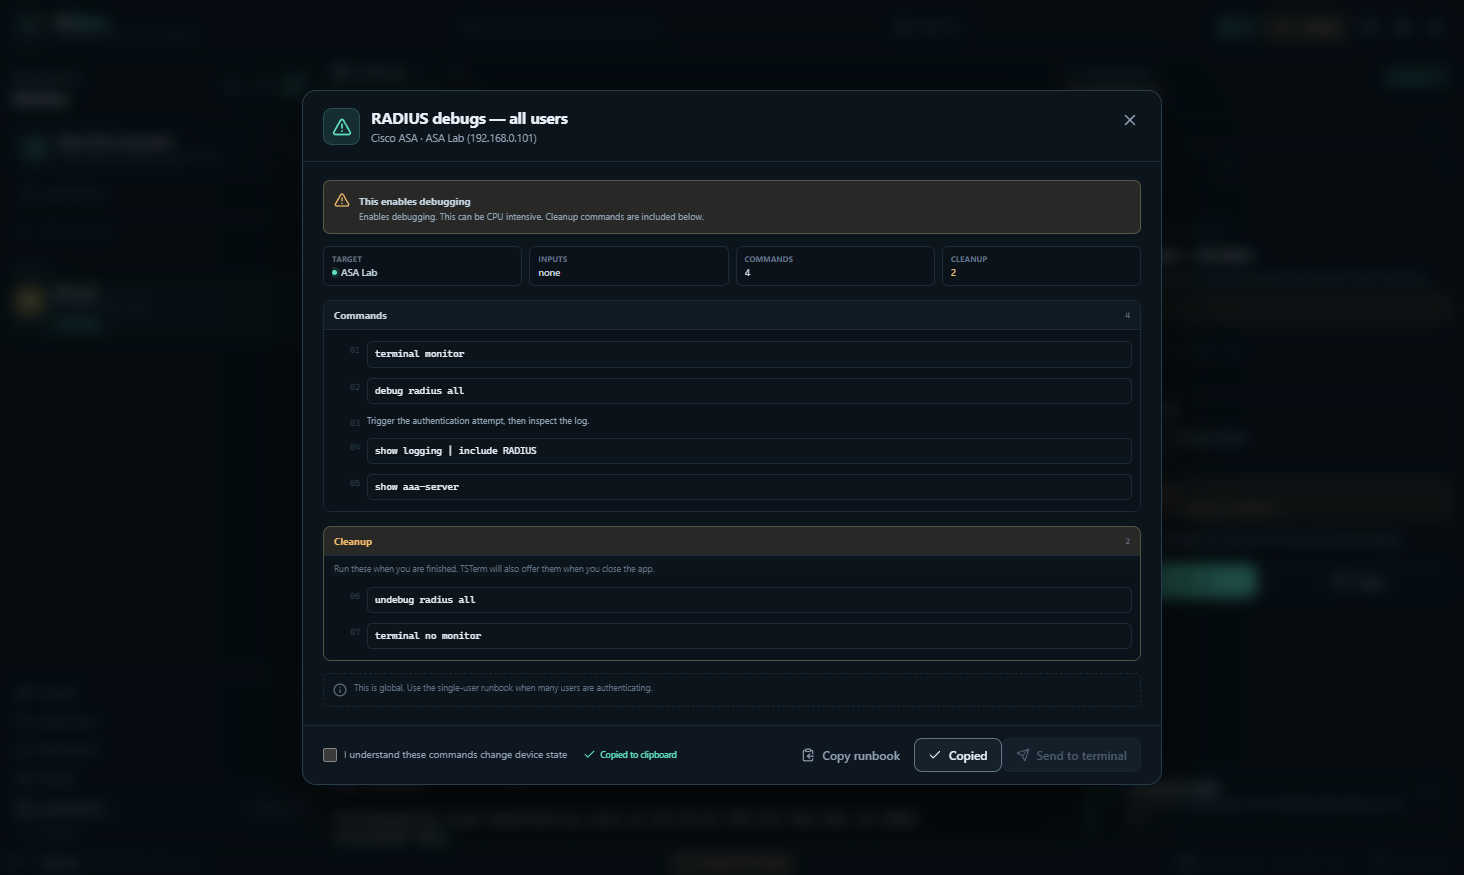 RADIUS debugs — all users
Cisco ASA · ASA Lab (192.168.0.101)
This enables debugging
Enables debugging. This can be CPU intensive. Cleanup commands are included below.
TARGET
ASA Lab
INPUTS
none
COMMANDS
4
CLEANUP
2
Commands 4
01 terminal monitor
02 debug radius all
03 Trigger the authentication attempt, then inspect the log.
04 show logging | include RADIUS
05 show aaa-server
Cleanup 2
Run these when you are finished. TSTerm will also offer them when you close the app.
06 undebug radius all
07 terminal no monitor
This is global. Use the single-user runbook when many users are authenticating.
I understand these commands change device state
Copied to clipboard
Copy runbook
Copied
Send to terminal